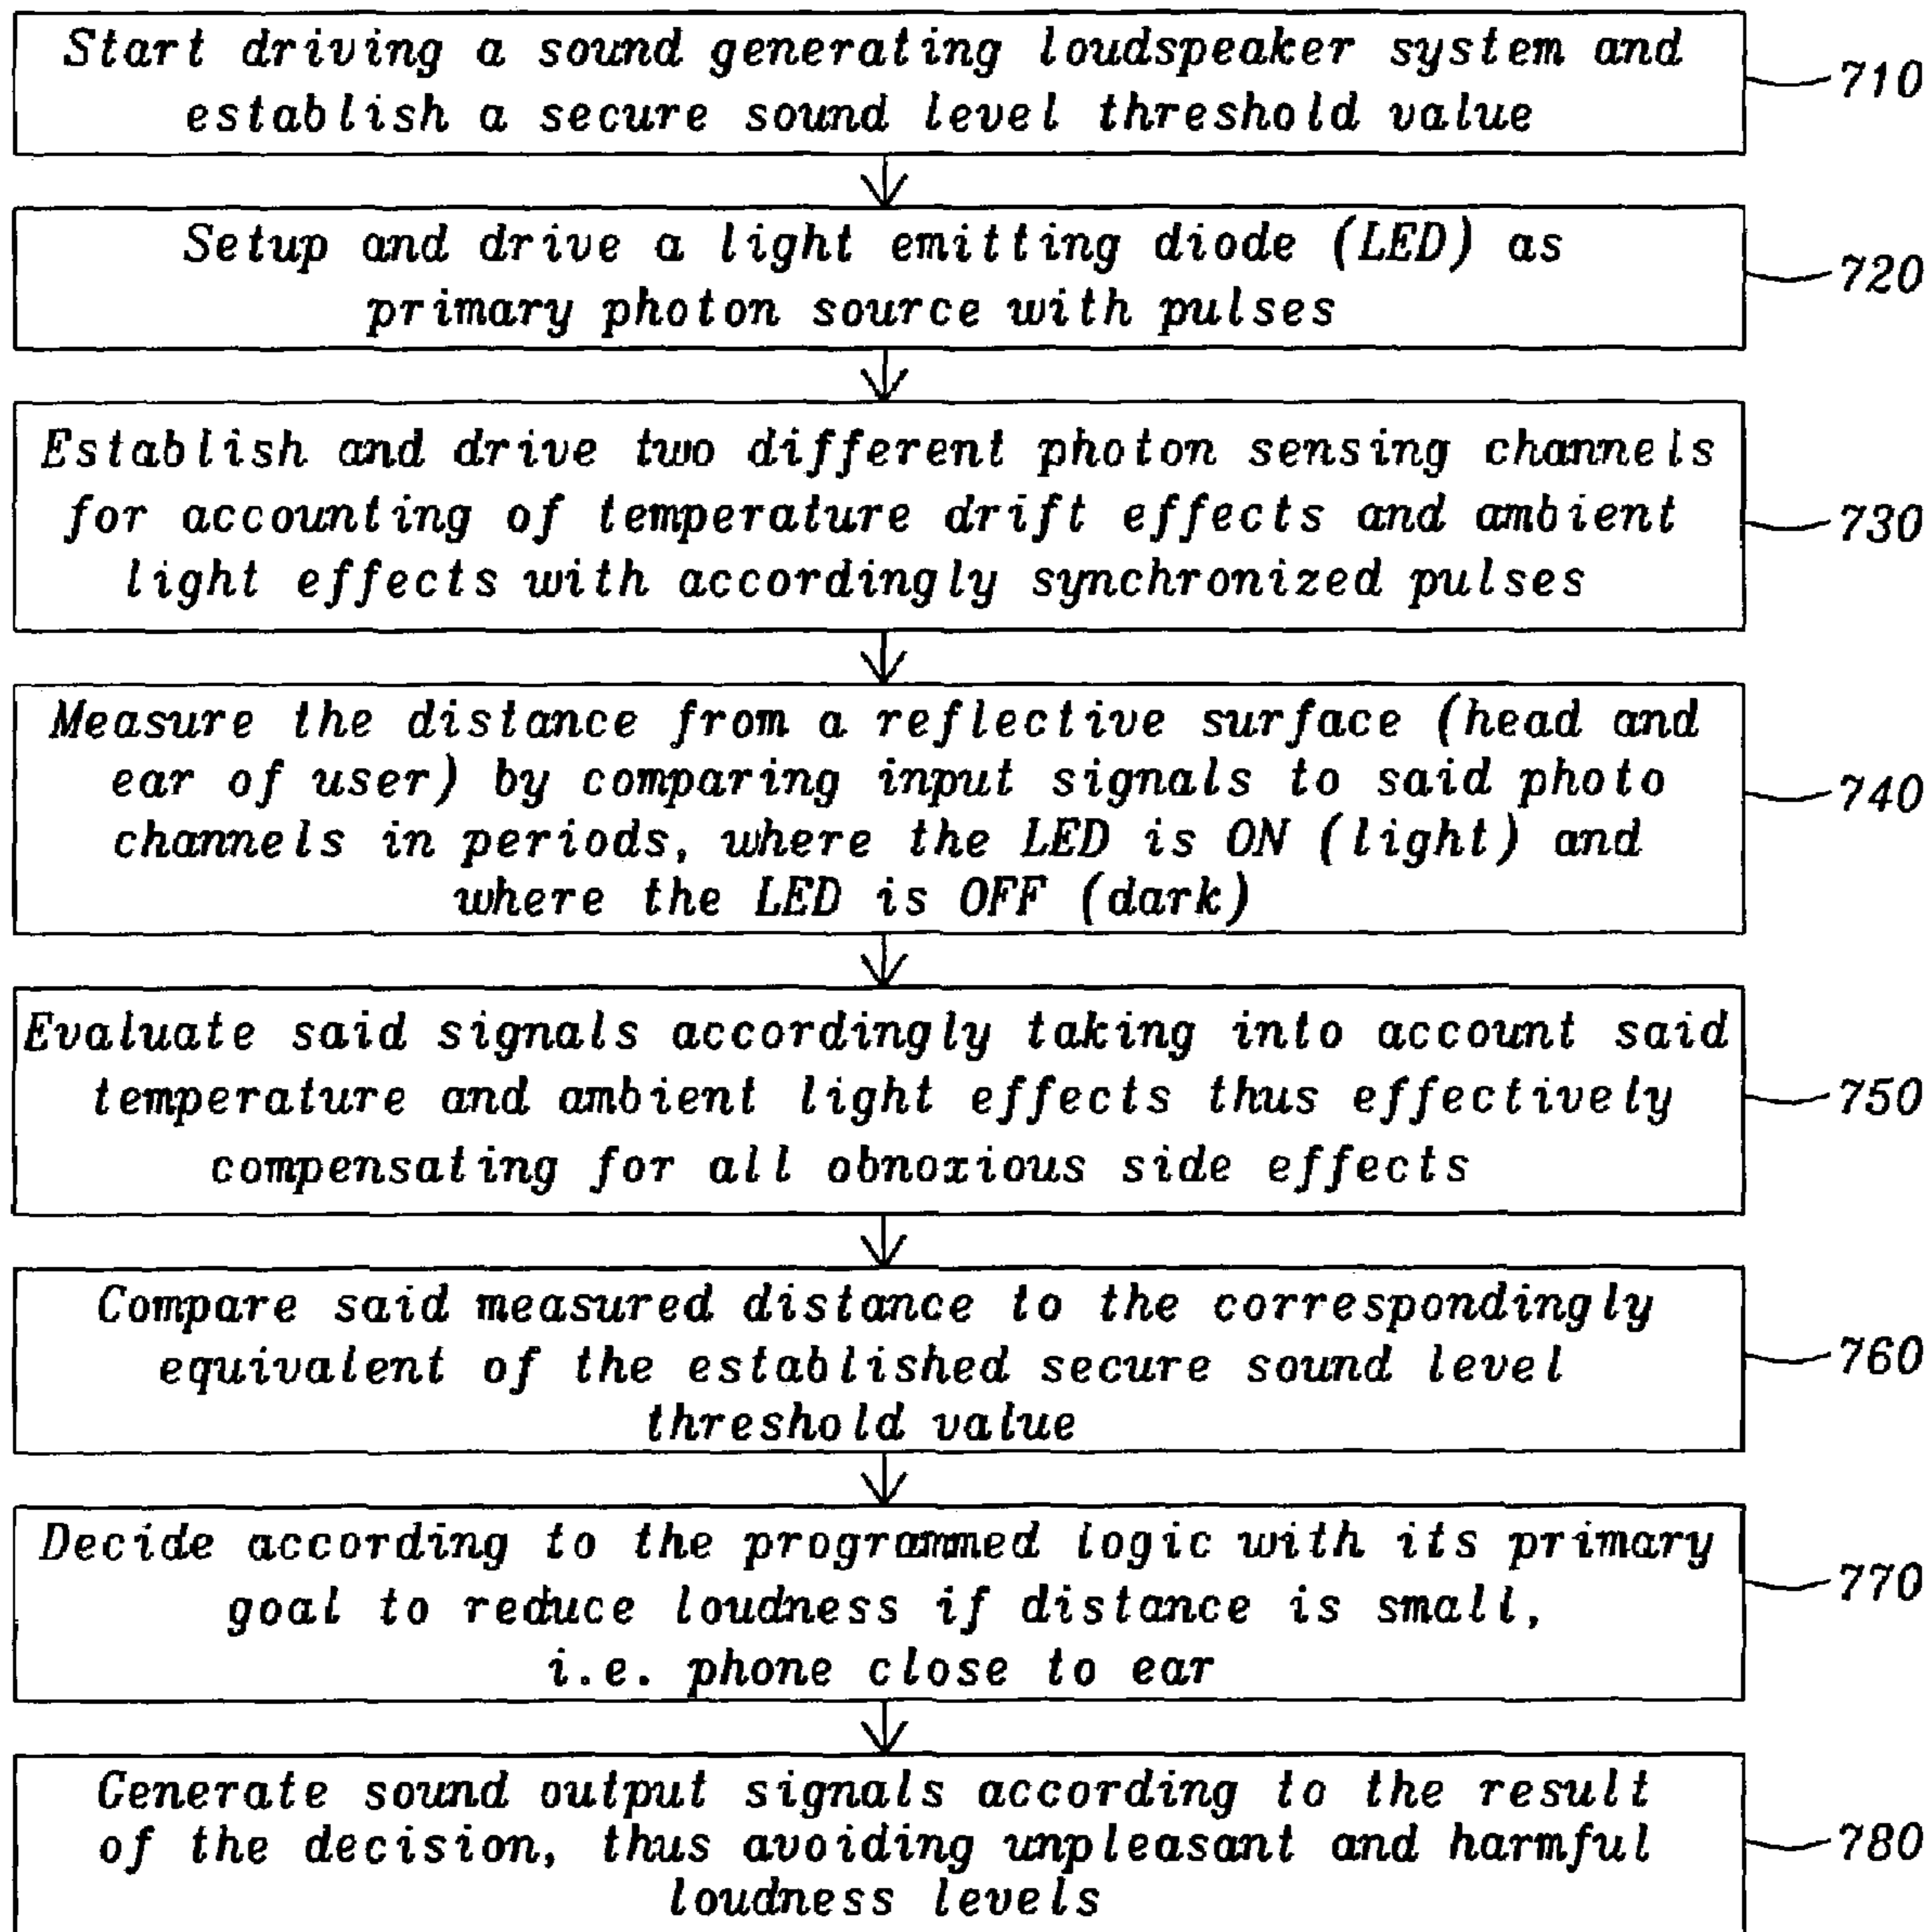 Start driving a sound generating loudspeaker system and
establish a secure sound level threshold value
710
Setup and drive a light emitting diode (LED) as
primary photon source with pulses
720
Establish and drive two different photon sensing channels
for accounting of temperature drift effects and ambient
light effects with accordingly synchronized pulses
730
Measure the distance from a reflective surface (head and
ear of user) by comparing input signals to said photo
channels in periods, where the LED is ON (light) and
where the LED is OFF (dark)
740
Evaluate said signals accordingly taking into account said
temperature and ambient light effects thus effectively
compensating for all obnoxious side effects
750
Compare said measured distance to the correspondingly
equivalent of the established secure sound level
threshold value
760
Decide according to the programmed logic with its primary
goal to reduce loudness if distance is small,
i.e. phone close to ear
770
Generate sound output signals according to the result
of the decision, thus avoiding unpleasant and harmful
loudness levels
780